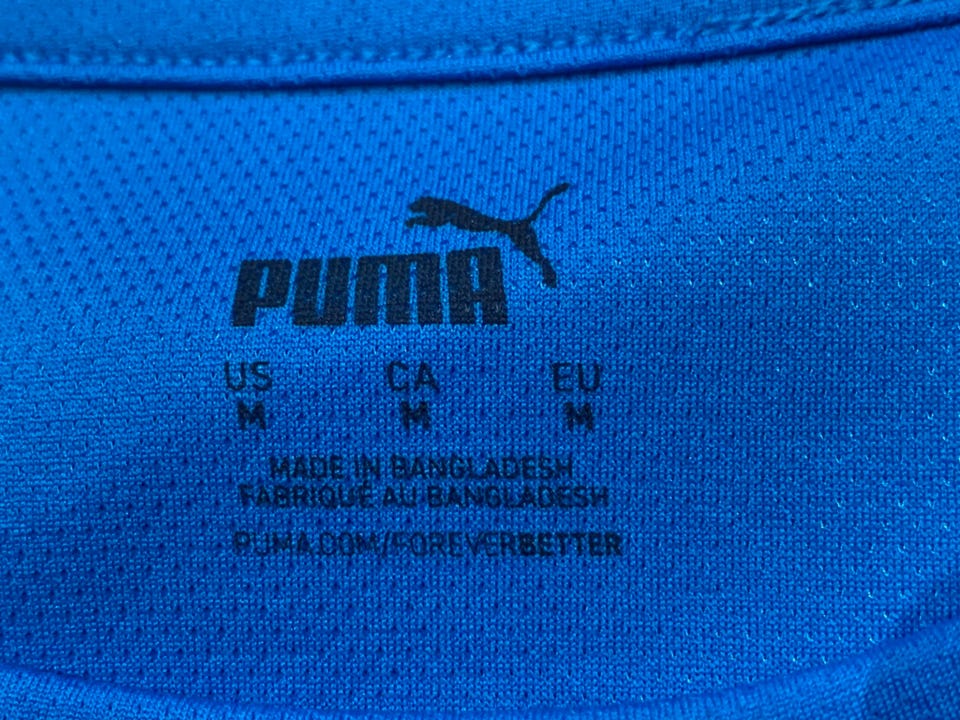 PUMA
US CA EU
M M M
MADE IN BANGLADESH
FABRIQUÉ AU BANGLADESH
PUMA.COM/FOREVERBETTER